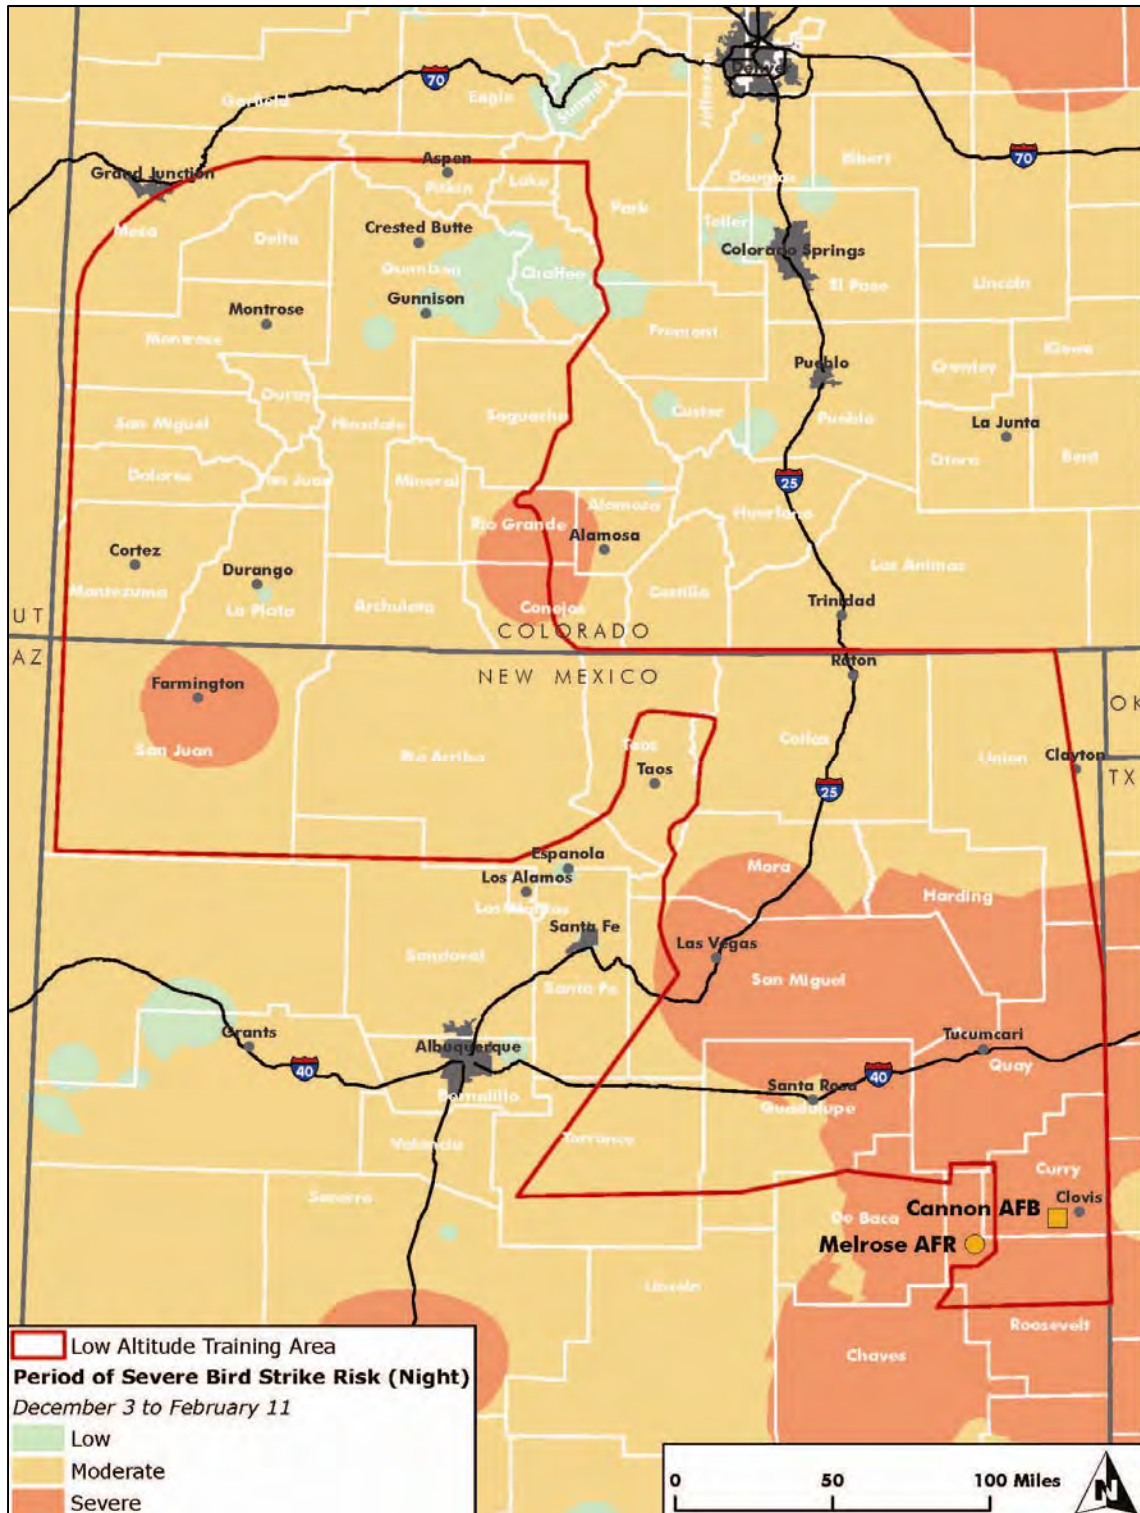 Denver
70
Garfield
Eagle
Summit
Jefferson
Aspen
Elbert
70
Grand Junction
Pitkin
Lake
Douglas
Park
Mesa
Delta
Crested Butte
Teller
Gunnison
Chaffee
Colorado Springs
El Paso
Lincoln
Montrose
Gunnison
Montrose
Fremont
Kiowa
Pueblo
Crowley
Ouray
San Miguel
Hinsdale
Saguache
Custer
Pueblo
La Junta
Dolores
San Juan
Mineral
Otero
Bent
25
Alamosa
Rio Grande
Huerfano
Alamosa
Cortez
Durango
Las Animas
Montezuma
La Plata
Archuleta
Conejos
Costilla
Trinidad
UT
COLORADO
AZ
NEW MEXICO
Raton
Farmington
OK
San Juan
Rio Arriba
Taos
Colfax
Union
Clayton
Taos
TX
25
Espanola
Mora
Los Alamos
Harding
Los Alamos
Santa Fe
Las Vegas
Sandoval
San Miguel
Santa Fe
Grants
Albuquerque
Tucumcari
40
Quay
40
Santa Rosa
Bernalillo
Guadalupe
Valencia
Torrance
Curry
Socorro
Clovis
De Baca
Cannon AFB
Melrose AFR
Lincoln
Roosevelt
Chaves
Low Altitude Training Area
Period of Severe Bird Strike Risk (Night)
December 3 to February 11
Low
Moderate
Severe
0
50
100 Miles
N